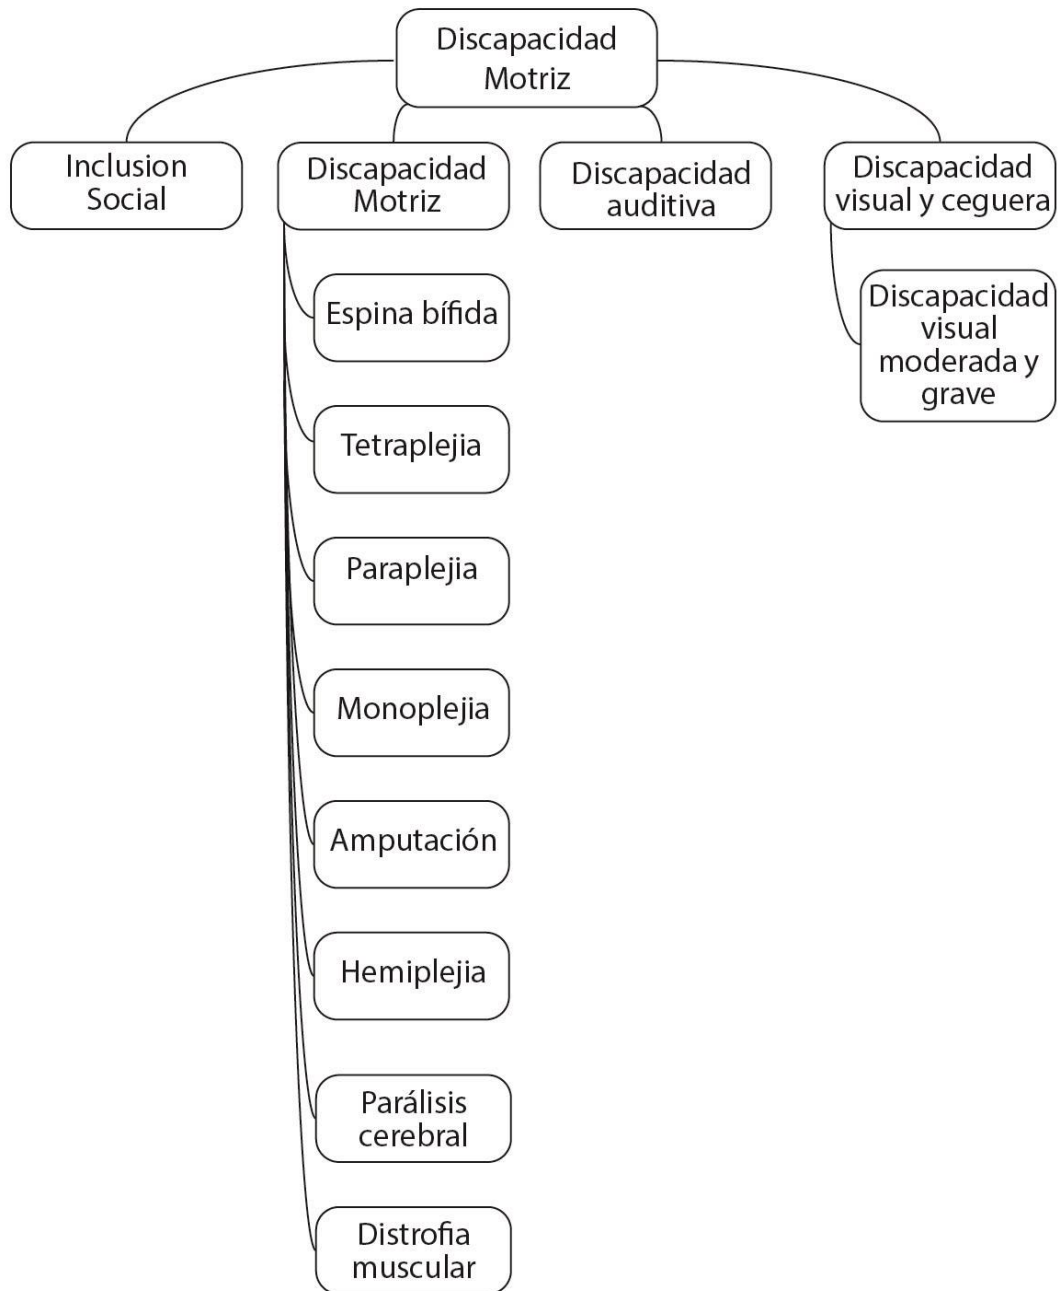 Discapacidad
Motriz
Inclusion
Social
Discapacidad
Motriz
Discapacidad
auditiva
Discapacidad
visual y ceguera
Espina bífida
Tetraplejia
Paraplejia
Monoplejia
Amputación
Hemiplejia
Parálisis
cerebral
Distrofia
muscular
Discapacidad
visual
moderada y
grave